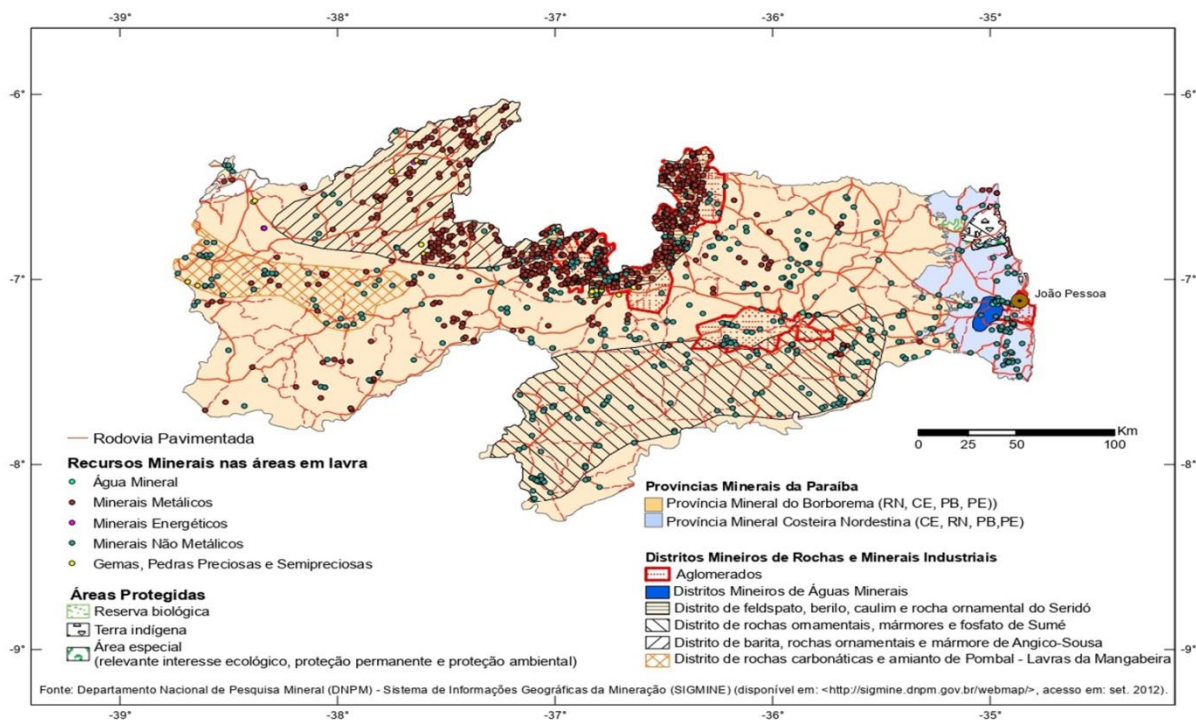 -39° -38° -37° -36° -35°
-6° -6°
-7° -7°
João Pessoa
Km
0 25 50 100
-8° -8°
Rodovia Pavimentada
Recursos Minerais nas áreas em lavra
Água Mineral
Minerais Metálicos
Minerais Energéticos
Minerais Não Metálicos
Gemas, Pedras Preciosas e Semipreciosas
Áreas Protegidas
Reserva biológica
Terra indígena
Área especial
(relevante interesse ecológico, proteção permanente e proteção ambiental)
Províncias Minerais da Paraíba
Província Mineral do Borborema (RN, CE, PB, PE))
Província Mineral Costeira Nordestina (CE, RN, PB,PE)
Distritos Mineiros de Rochas e Minerais Industriais
Aglomerados
Distritos Mineiros de Águas Minerais
Distrito de feldspato, berilo, caulim e rocha ornamental do Seridó
Distrito de rochas ornamentais, mármores e fosfato de Sumé
Distrito de barita, rochas ornamentais e mármore de Angico-Sousa
Distrito de rochas carbonáticas e amianto de Pombal - Lavras da Mangabeira
-9° -9°
Fonte: Departamento Nacional de Pesquisa Mineral (DNPM) - Sistema de Informações Geográficas da Mineração (SIGMINE) (disponível em: <http://sigmine.dnpm.gov.br/webmap/>, acesso em: set. 2012).
-39° -38° -37° -36° -35°